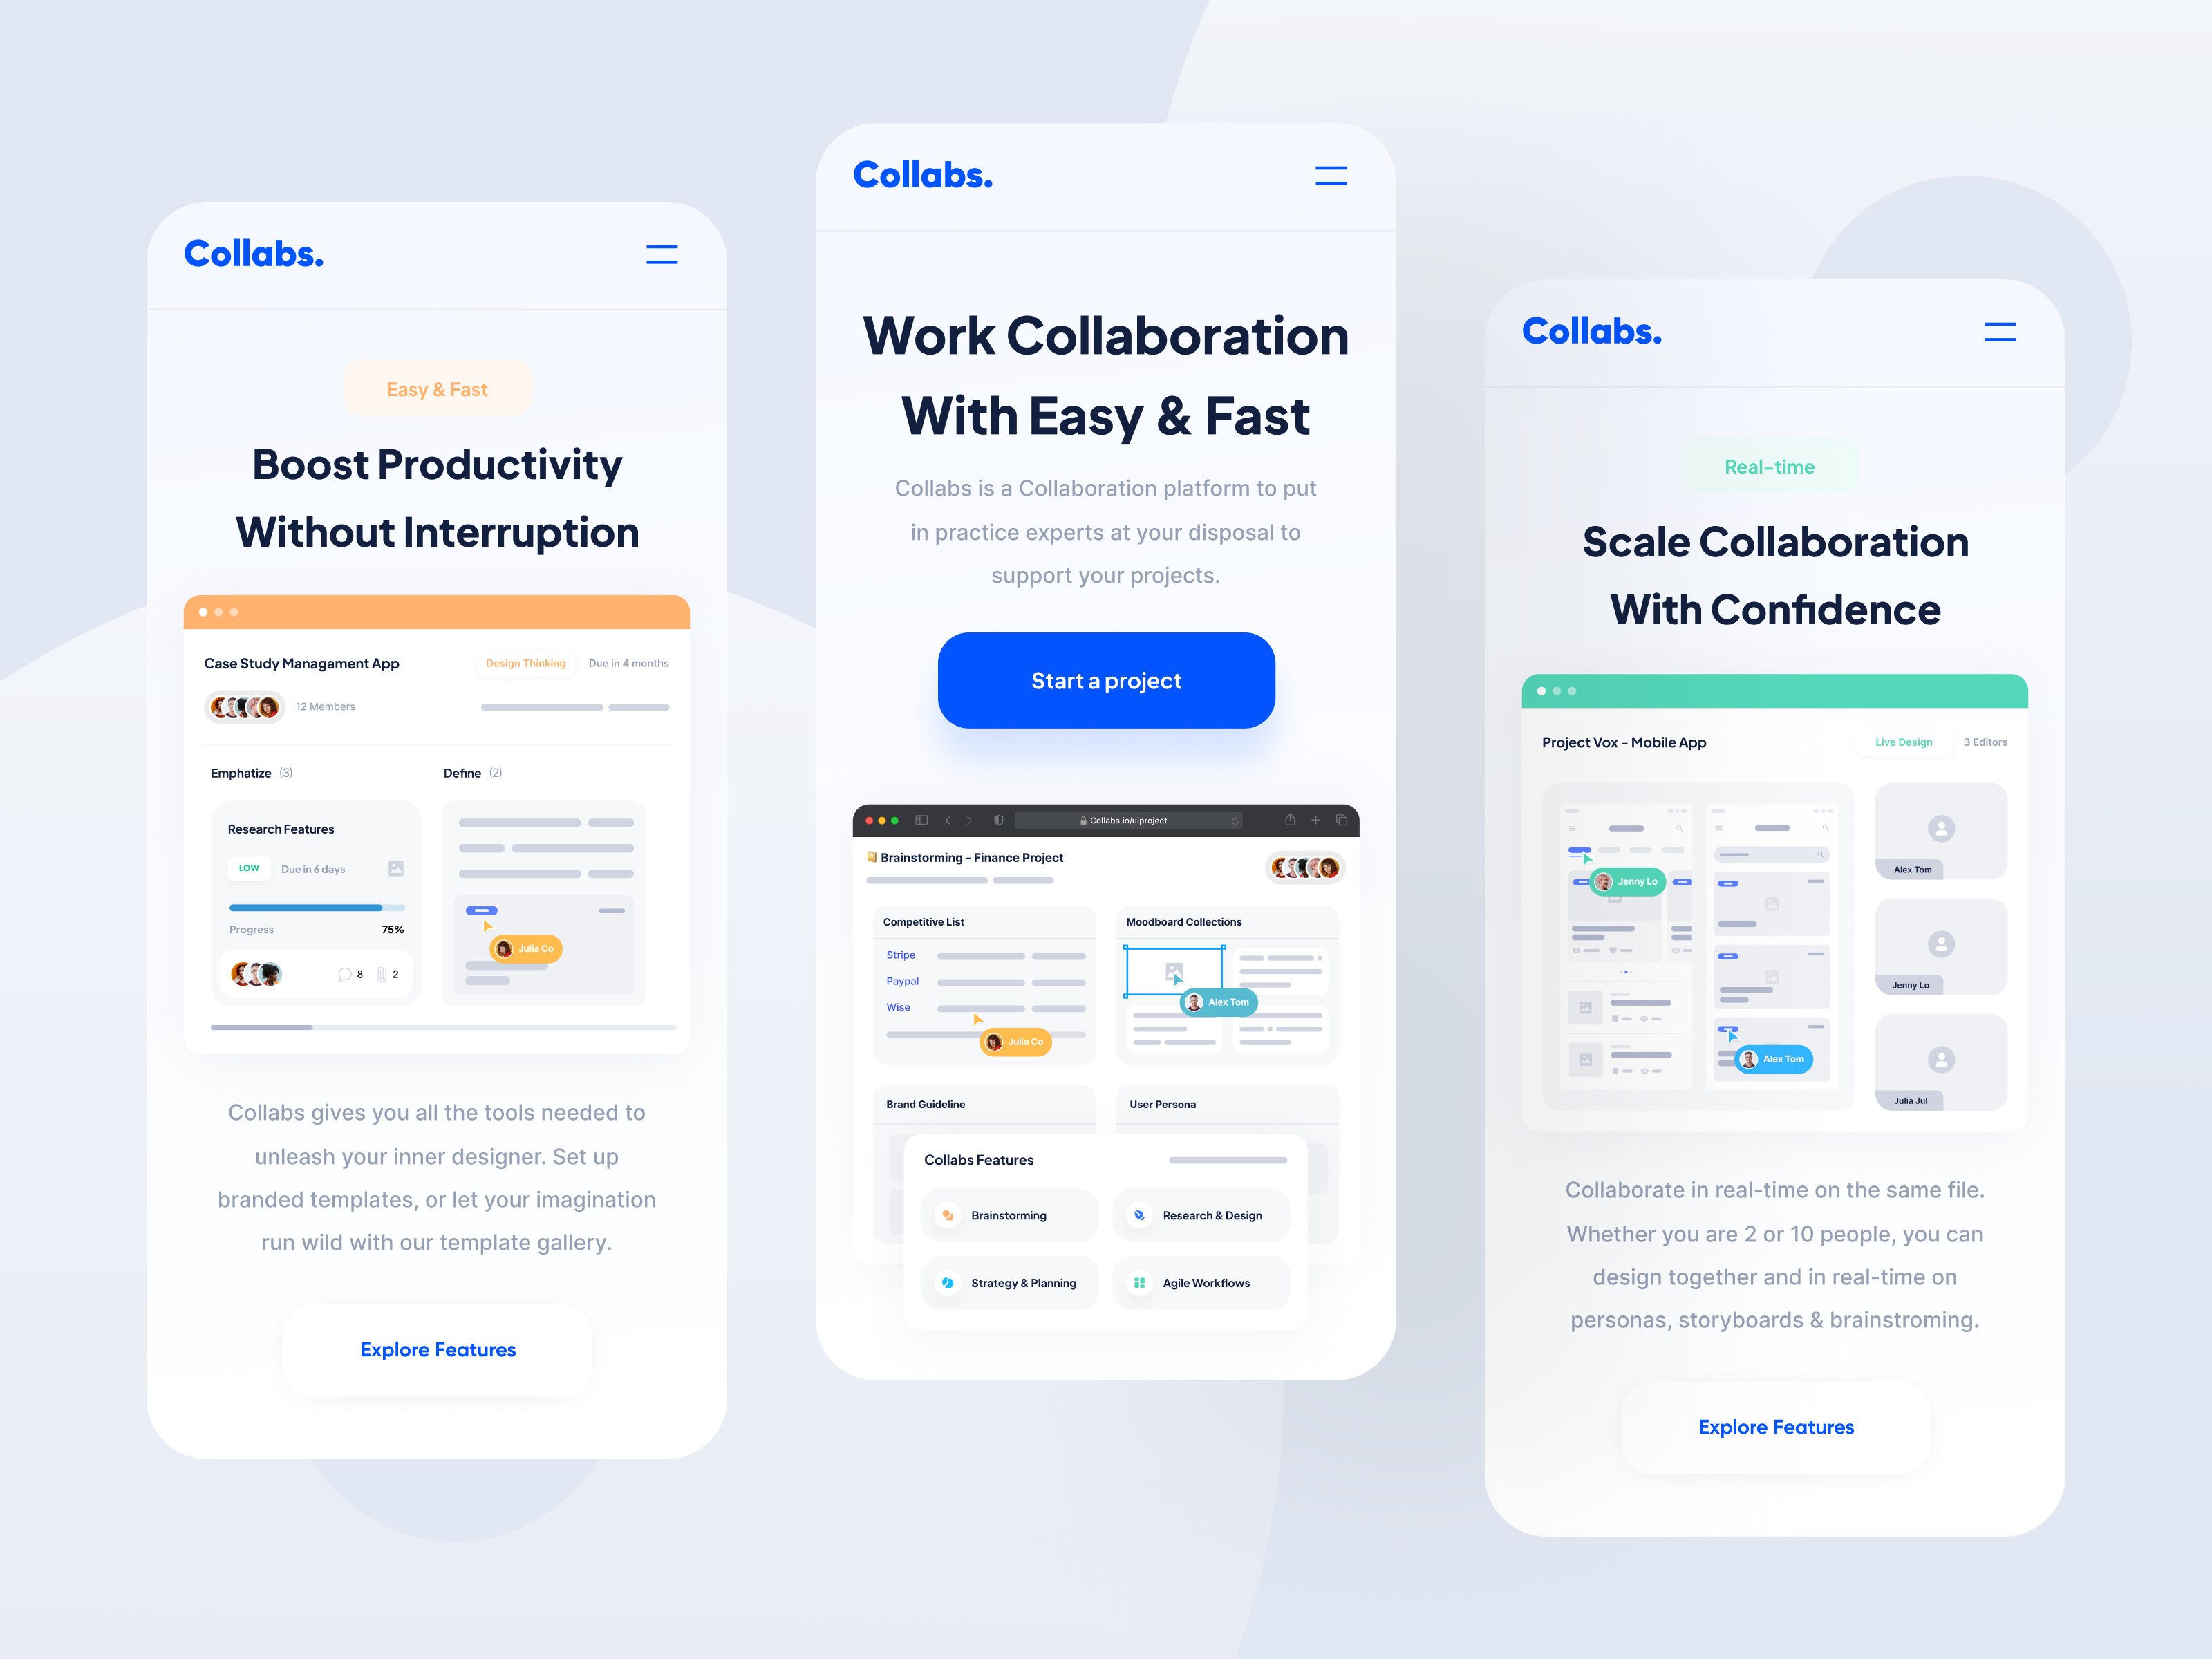 Collabs.
Easy & Fast
Boost Productivity
Without Interruption
Case Study Managament App
Design Thinking
Due in 4 months
12 Members
Emphatize (3)
Define (2)
Research Features
LOW
Due in 6 days
Progress
75%
8
2
Julia Co
Collabs gives you all the tools needed to
unleash your inner designer. Set up
branded templates, or let your imagination
run wild with our template gallery.
Explore Features
Collabs.
Work Collaboration
With Easy & Fast
Collabs is a Collaboration platform to put
in practice experts at your disposal to
support your projects.
Start a project
Collabs.io/uiproject
Brainstorming - Finance Project
Competitive List
Stripe
Paypal
Wise
Julia Co
Moodboard Collections
Alex Tom
Brand Guideline
User Persona
Collabs Features
Brainstorming
Research & Design
Strategy & Planning
Agile Workflows
Collabs.
Real-time
Scale Collaboration
With Confidence
Project Vox - Mobile App
Live Design
3 Editors
Jenny Lo
Alex Tom
Alex Tom
Jenny Lo
Julia Jul
Collaborate in real-time on the same file.
Whether you are 2 or 10 people, you can
design together and in real-time on
personas, storyboards & brainstroming.
Explore Features